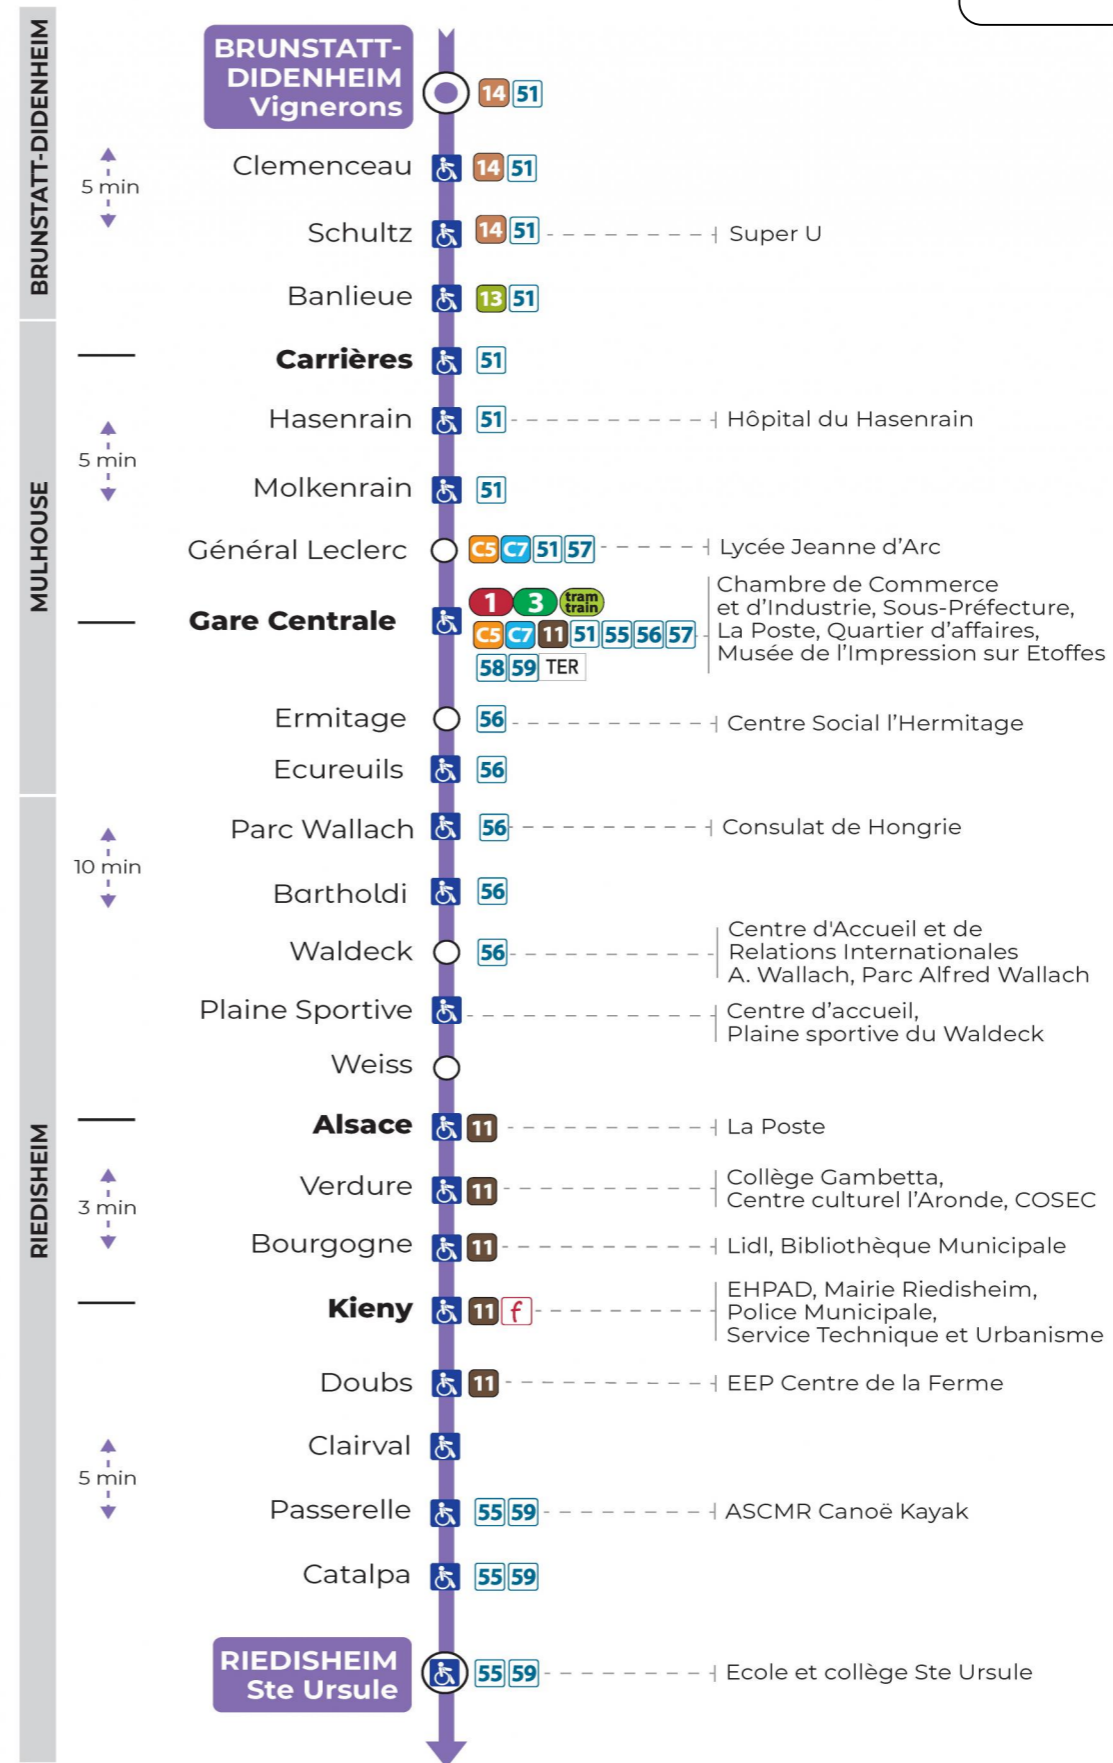 BRUNSTATT-DIDENHEIM
BRUNSTATT-
DIDENHEIM
Vignerons
14 51
5 min
Clemenceau
14 51
Schultz
14 51
Super U
Banlieue
13 51
MULHOUSE
Carrières
51
Hasenrain
51
Hôpital du Hasenrain
5 min
Molkenrain
51
Général Leclerc
C5 C7 51 57
Lycée Jeanne d'Arc
Gare Centrale
1 3 tram
train
C5 C7 11 51 55 56 57
58 59 TER
Chambre de Commerce
et d'Industrie, Sous-Préfecture,
La Poste, Quartier d'affaires,
Musée de l'Impression sur Etoffes
Ermitage
56
Centre Social l'Hermitage
Ecureuils
56
RIEDISHEIM
Parc Wallach
56
Consulat de Hongrie
10 min
Bartholdi
56
Waldeck
56
Centre d'Accueil et de
Relations Internationales
A. Wallach, Parc Alfred Wallach
Plaine Sportive
Centre d'accueil,
Plaine sportive du Waldeck
Weiss
Alsace
11
La Poste
Verdure
11
Collège Gambetta,
Centre culturel l'Aronde, COSEC
3 min
Bourgogne
11
Lidl, Bibliothèque Municipale
Kieny
11 f
EHPAD, Mairie Riedisheim,
Police Municipale,
Service Technique et Urbanisme
Doubs
11
EEP Centre de la Ferme
Clairval
5 min
Passerelle
55 59
ASCMR Canoë Kayak
Catalpa
55 59
RIEDISHEIM
Ste Ursule
55 59
Ecole et collège Ste Ursule